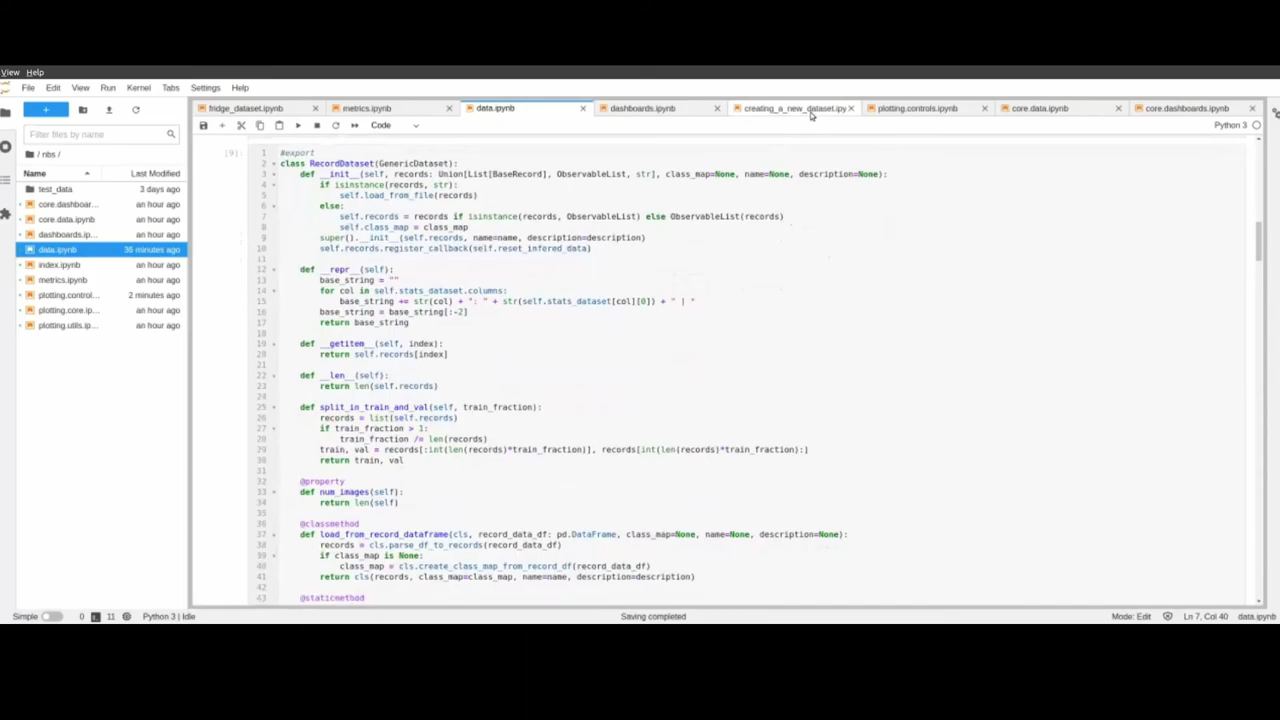 View Help
File Edit View Run Kernel Tabs Settings Help
fridge_dataset.ipynb metrics.ipynb data.ipynb dashboards.ipynb creating_a_new_dataset.ipy plotting.controls.ipynb core.data.ipynb core.dashboards.ipynb
Code Python 3
Filter files by name
/ nbs /
Name Last Modified
test_data 3 days ago
core.dashboar... an hour ago
core.data.ipynb an hour ago
dashboards.ip... an hour ago
data.ipynb 36 minutes ago
index.ipynb an hour ago
metrics.ipynb an hour ago
plotting.control... 2 minutes ago
plotting.core.ip... an hour ago
plotting.utils.ip... an hour ago
[9]:
1 #export
2 class RecordDataset(GenericDataset):
3 def __init__(self, records: Union[List[BaseRecord], ObservableList, str], class_map=None, name=None, description=None):
4 if isinstance(records, str):
5 self.load_from_file(records)
6 else:
7 self.records = records if isinstance(records, ObservableList) else ObservableList(records)
8 self.class_map = class_map
9 super().__init__(self.records, name=name, description=description)
10 self.records.register_callback(self.reset_infered_data)
11
12 def __repr__(self):
13 base_string = ""
14 for col in self.stats_dataset.columns:
15 base_string += str(col) + ": " + str(self.stats_dataset[col][0]) + " | "
16 base_string = base_string[:-2]
17 return base_string
18
19 def __getitem__(self, index):
20 return self.records[index]
21
22 def __len__(self):
23 return len(self.records)
24
25 def split_in_train_and_val(self, train_fraction):
26 records = list(self.records)
27 if train_fraction > 1:
28 train_fraction /= len(records)
29 train, val = records[:int(len(records)*train_fraction)], records[int(len(records)*train_fraction):]
30 return train, val
31
32 @property
33 def num_images(self):
34 return len(self)
35
36 @classmethod
37 def load_from_record_dataframe(cls, record_data_df: pd.DataFrame, class_map=None, name=None, description=None):
38 records = cls.parse_df_to_records(record_data_df)
39 if class_map is None:
40 class_map = cls.create_class_map_from_record_df(record_data_df)
41 return cls(records, class_map=class_map, name=name, description=description)
42
43 @staticmethod
Simple 0 11 Python 3 | Idle Saving completed Mode: Edit Ln 7, Col 40 data.ipynb